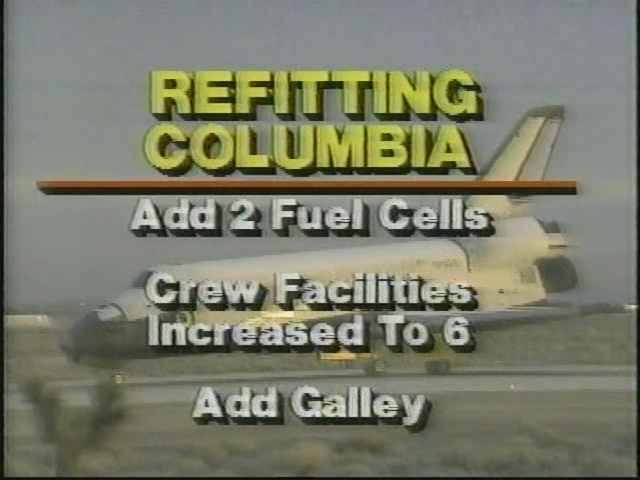 REFITTING
COLUMBIA
Add 2 Fuel Cells
Crew Facilities
Increased To 6
Add Galley